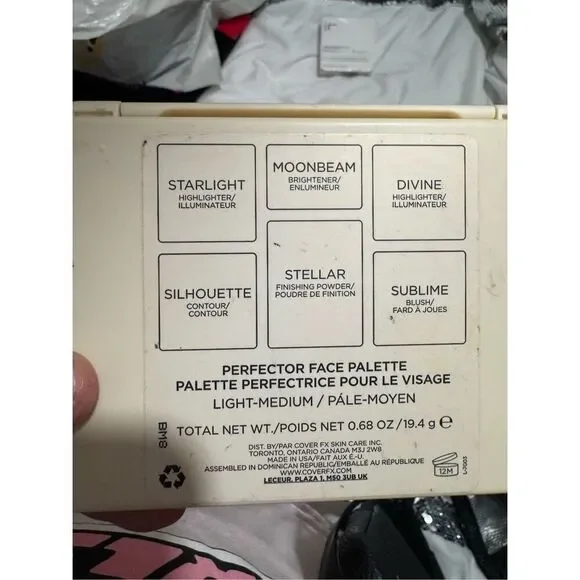 STARLIGHT
HIGHLIGHTER/
ILLUMINATEUR
MOONBEAM
BRIGHTENER/
ENLUMINEUR
DIVINE
HIGHLIGHTER/
ILLUMINATEUR
SILHOUETTE
CONTOUR/
CONTOUR
STELLAR
FINISHING POWDER/
POUDRE DE FINITION
SUBLIME
BLUSH/
FARD À JOUES
PERFECTOR FACE PALETTE
PALETTE PERFECTRICE POUR LE VISAGE
LIGHT-MEDIUM / PÁLE-MOYEN
TOTAL NET WT./POIDS NET 0.68 OZ /19.4 g e
DIST. BY/PAR COVER FX SKIN CARE INC.
TORONTO, ONTARIO CANADA M3J 2W8
MADE IN USA/FAIT AUX É.-U.
ASSEMBLED IN DOMINICAN REPUBLIC/EMBALLÉ AU RÉPUBLIQUE
WWW.COVERFX.COM
LECEUR. PLAZA 1, M50 3UB UK
BM8
12M